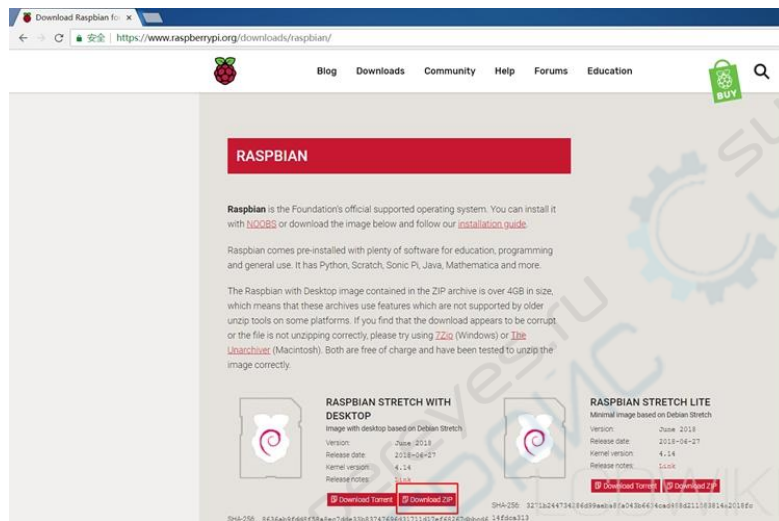 Download Raspbian fo
安全 | https://www.raspberrypi.org/downloads/raspbian/
Blog Downloads Community Help Forums Education
BUY
RASPBIAN
Raspbian is the Foundation's official supported operating system. You can install it
with NOOBS or download the image below and follow our installation guide.
Raspbian comes pre-installed with plenty of software for education, programming
and general use. It has Python, Scratch, Sonic Pi, Java, Mathematica and more.
The Raspbian with Desktop image contained in the ZIP archive is over 4GB in size,
which means that these archives use features which are not supported by older
unzip tools on some platforms. If you find that the download appears to be corrupt
or the file is not unzipping correctly, please try using 7Zip (Windows) or The
Unarchiver (Macintosh). Both are free of charge and have been tested to unzip the
image correctly.
RASPBIAN STRETCH WITH
DESKTOP
Image with desktop based on Debian Stretch
Version: June 2018
Release date: 2018-06-27
Kernel version: 4.14
Release notes: Link
Download Torrent Download ZIP
SHA-256:
RASPBIAN STRETCH LITE
Minimal image based on Debian Stretch
Version: June 2018
Release date: 2018-06-27
Kernel version: 4.14
Release notes: Link
Download Torrent Download ZIP
SHA-256:
14fdca313